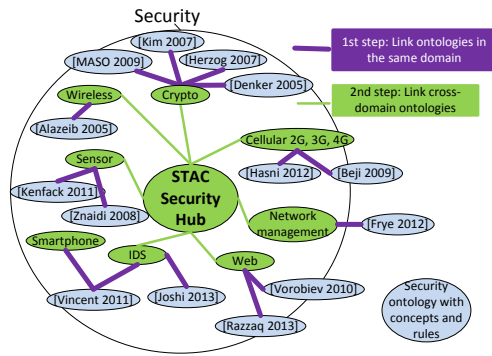 Security
[Kim 2007]
[MASO 2009]
[Herzog 2007]
Crypto
[Denker 2005]
1st step: Link ontologies in
the same domain
2nd step: Link cross-
domain ontologies
Wireless
[Alazeib 2005]
Cellular 2G, 3G, 4G
[Hasni 2012]
[Beji 2009]
Sensor
[Kenfack 2011]
[Znaidi 2008]
STAC
Security
Hub
Network
management
[Frye 2012]
Smartphone
IDS
[Vincent 2011]
[Joshi 2013]
Web
[Vorobiev 2010]
[Razzaq 2013]
Security
ontology with
concepts and
rules